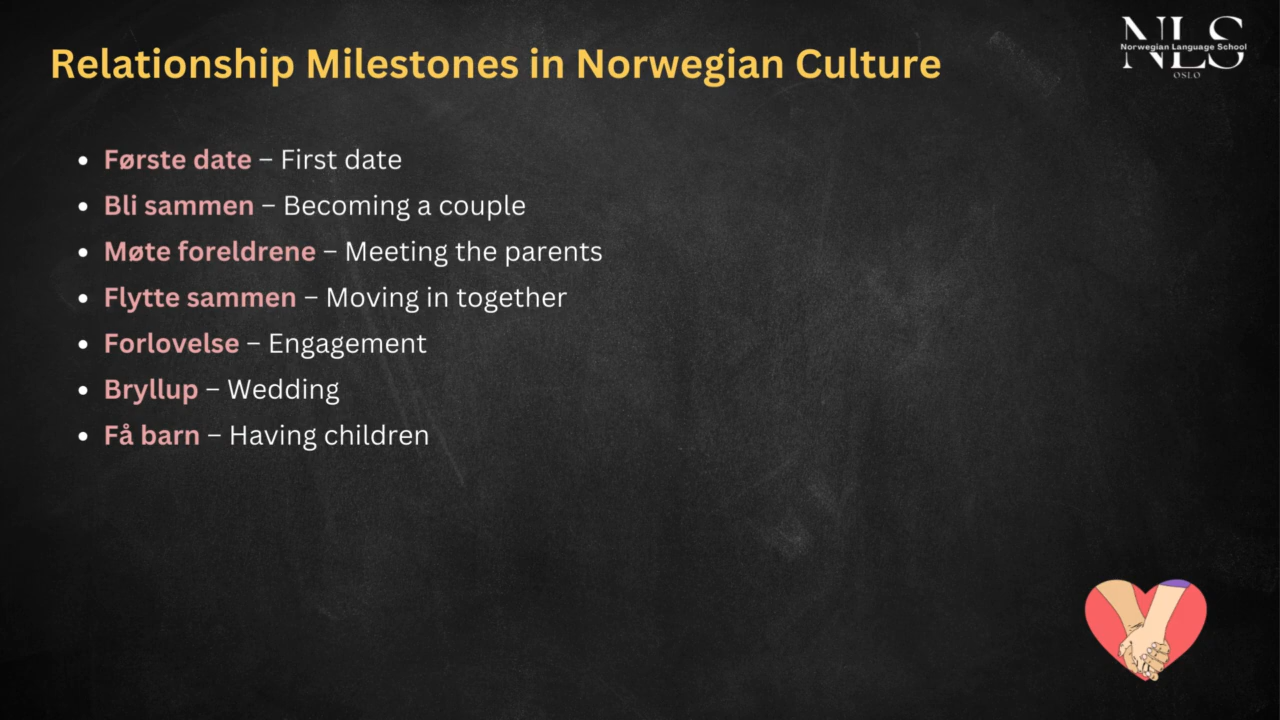 Relationship Milestones in Norwegian Culture
NLS
Norwegian Language School
OSLO
• Første date – First date
• Bli sammen – Becoming a couple
• Møte foreldrene – Meeting the parents
• Flytte sammen – Moving in together
• Forlovelse – Engagement
• Bryllup – Wedding
• Få barn – Having children